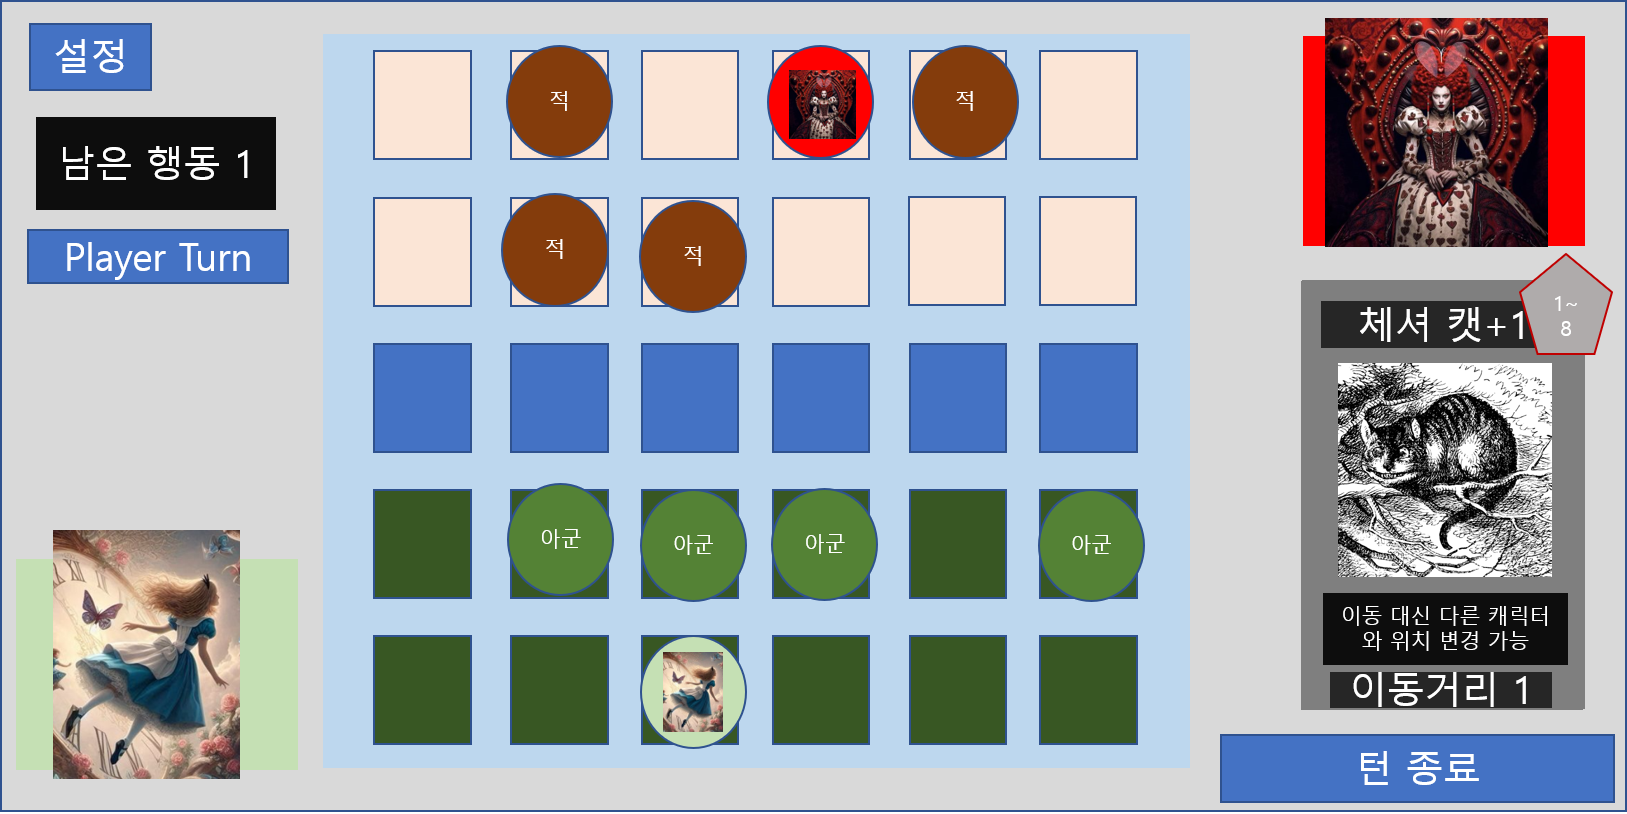 설정
남은 행동 1
Player Turn
적
적
적
적
아군
아군
아군
아군
1~
8
체셔 캣+1
이동 대신 다른 캐릭터
와 위치 변경 가능
이동거리 1
턴 종료